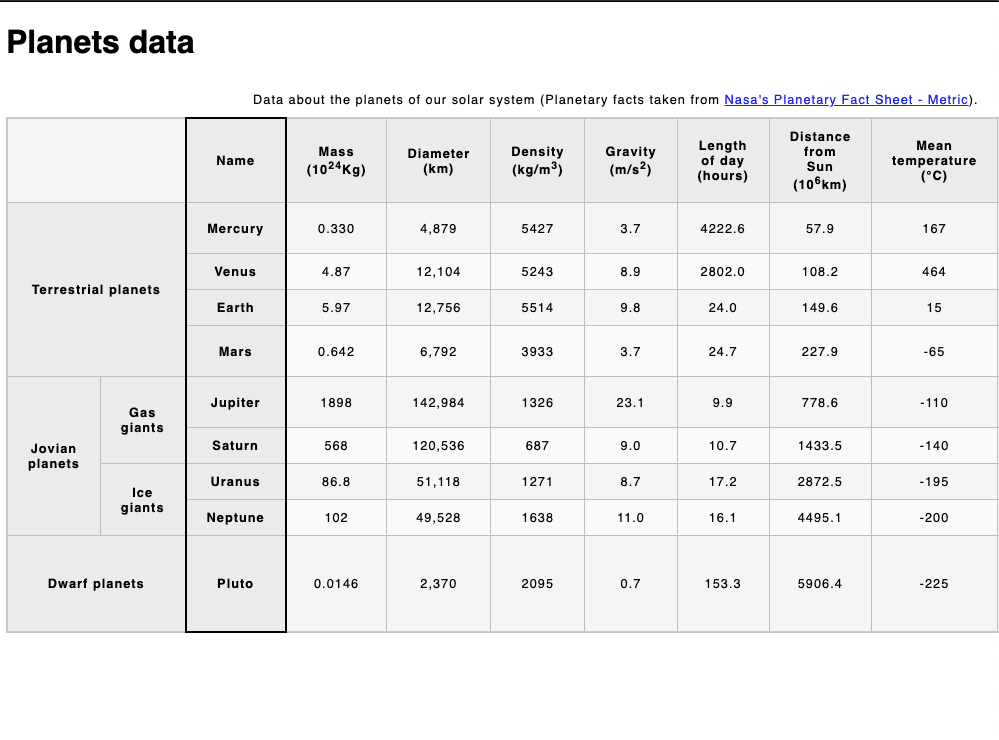 Planets data
Data about the planets of our solar system (Planetary facts taken from Nasa's Planetary Fact Sheet - Metric).
Name Mass (10²⁴Kg) Diameter (km) Density (kg/m³) Gravity (m/s²) Length of day (hours) Distance from Sun (10⁶km) Mean temperature (°C)
Terrestrial planets Mercury 0.330 4,879 5427 3.7 4222.6 57.9 167
Venus 4.87 12,104 5243 8.9 2802.0 108.2 464
Earth 5.97 12,756 5514 9.8 24.0 149.6 15
Mars 0.642 6,792 3933 3.7 24.7 227.9 -65
Jovian planets Gas giants Jupiter 1898 142,984 1326 23.1 9.9 778.6 -110
Saturn 568 120,536 687 9.0 10.7 1433.5 -140
Ice giants Uranus 86.8 51,118 1271 8.7 17.2 2872.5 -195
Neptune 102 49,528 1638 11.0 16.1 4495.1 -200
Dwarf planets Pluto 0.0146 2,370 2095 0.7 153.3 5906.4 -225